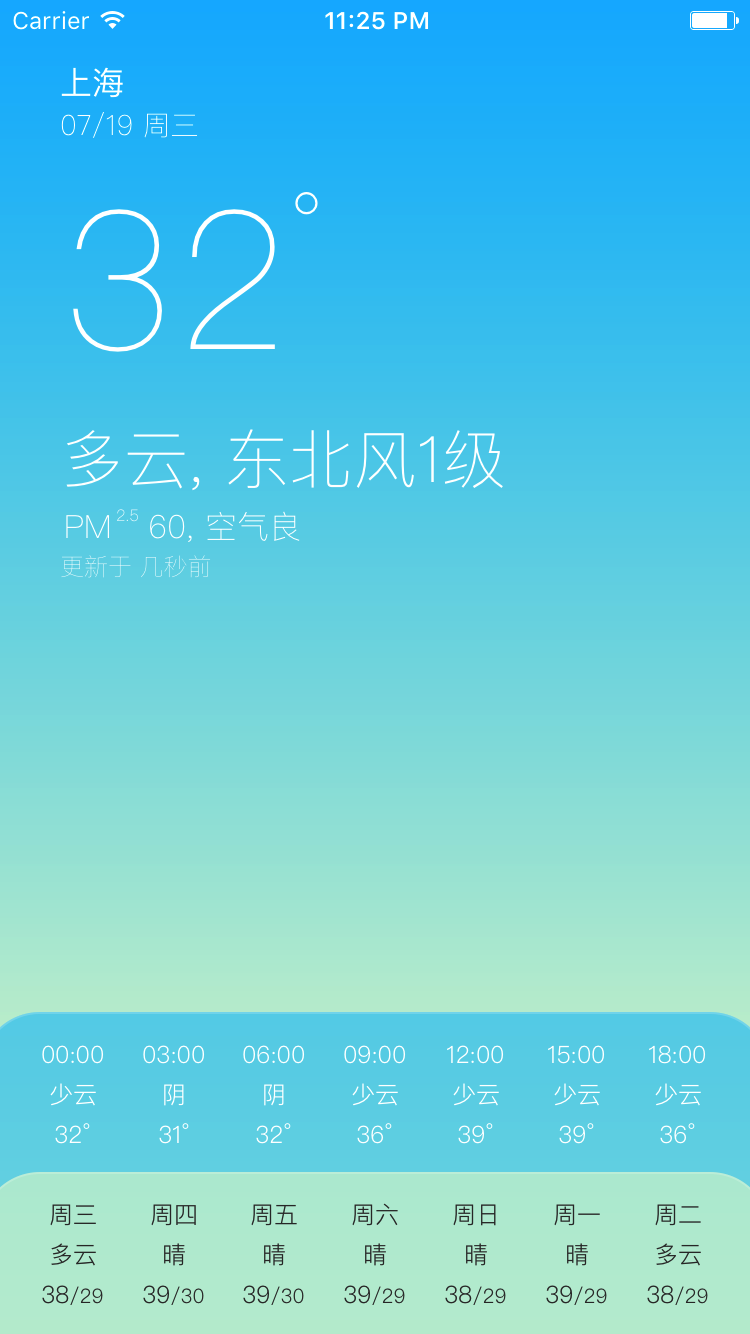 Carrier 11:25 PM
上海
07/19 周三
32°
多云, 东北风1级
PM2.5 60, 空气良
更新于 几秒前
00:00 03:00 06:00 09:00 12:00 15:00 18:00
少云 阴 阴 少云 少云 少云 少云
32° 31° 32° 36° 39° 39° 36°
周三 周四 周五 周六 周日 周一 周二
多云 晴 晴 晴 晴 晴 多云
38/29 39/30 39/30 39/29 38/29 39/29 38/29